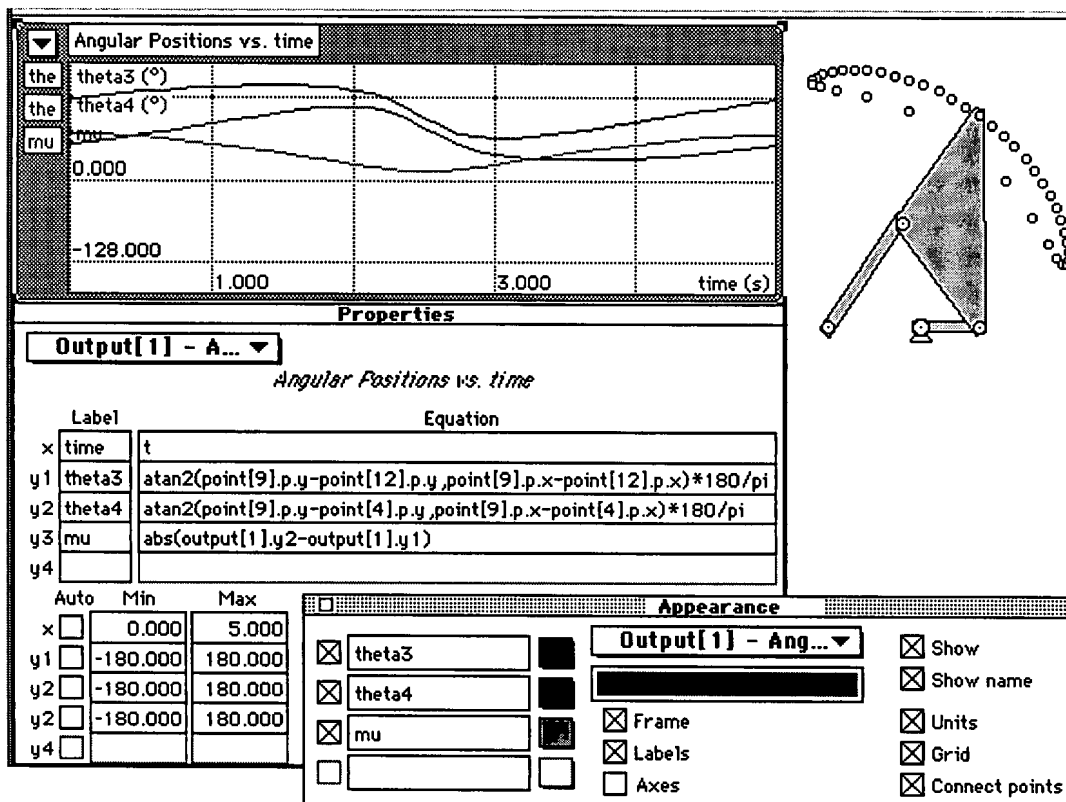 Angular Positions vs. time
the
theta3 (°)
the
theta4 (°)
mu
mu
0.000
-128.000
1.000
3.000
time (s)
Properties
Output[1] - A...
Angular Positions vs. time
Label
Equation
x time t
y1 theta3 atan2(point[9].p.y-point[12].p.y,point[9].p.x-point[12].p.x)*180/pi
y2 theta4 atan2(point[9].p.y-point[4].p.y,point[9].p.x-point[4].p.x)*180/pi
y3 mu abs(output[1].y2-output[1].y1)
y4
Auto Min Max
x 0.000 5.000
y1 -180.000 180.000
y2 -180.000 180.000
y2 -180.000 180.000
y4
Appearance
theta3
theta4
mu
Output[1] - Ang...
Frame
Labels
Axes
Show
Show name
Units
Grid
Connect points